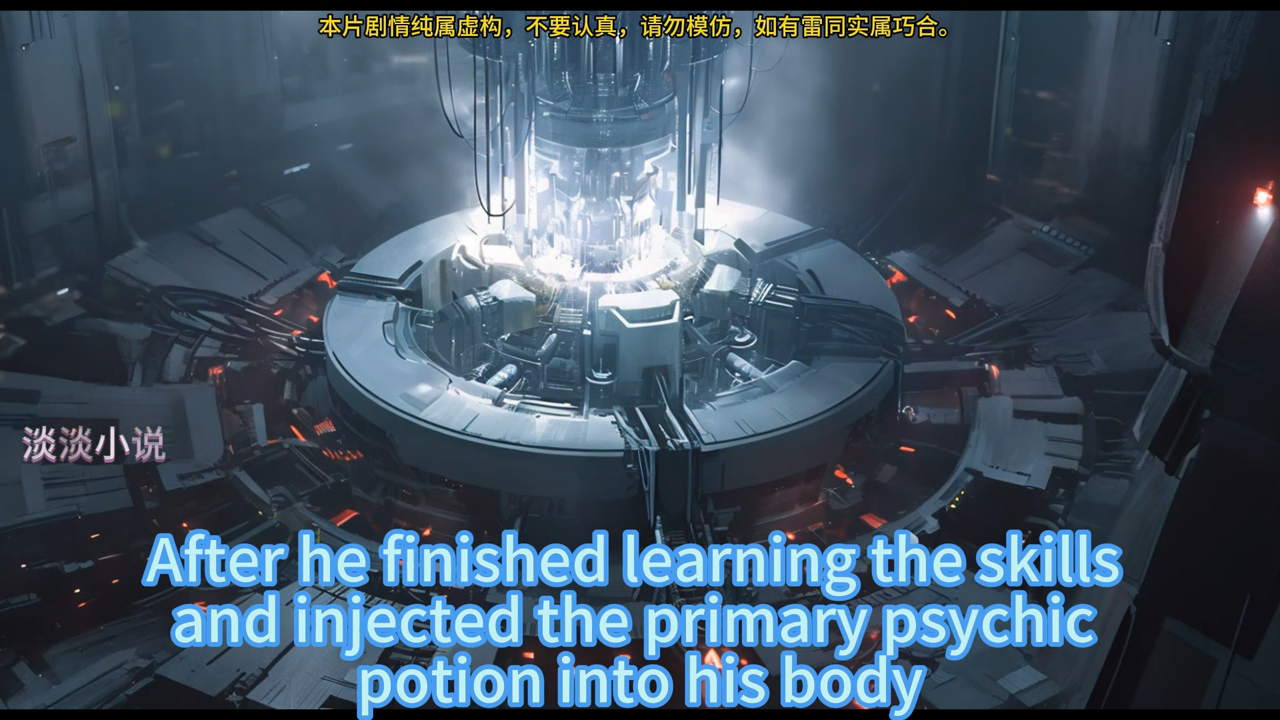 本片剧情纯属虚构，不要认真，请勿模仿，如有雷同实属巧合。
淡淡小说
After he finished learning the skills
and injected the primary psychic
potion into his body